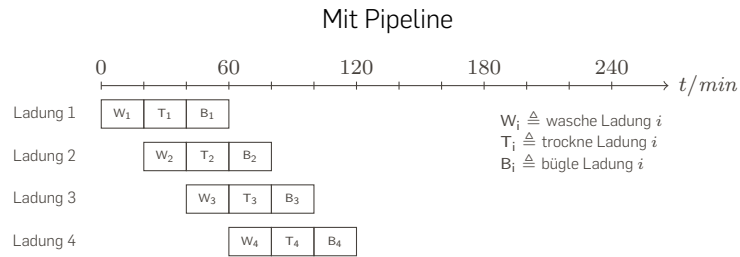 Mit Pipeline
0 60 120 180 240
t/min
Ladung 1 W₁ T₁ B₁
Ladung 2 W₂ T₂ B₂
Ladung 3 W₃ T₃ B₃
Ladung 4 W₄ T₄ B₄
Wᵢ ≙ wasche Ladung i
Tᵢ ≙ trockne Ladung i
Bᵢ ≙ bügle Ladung i